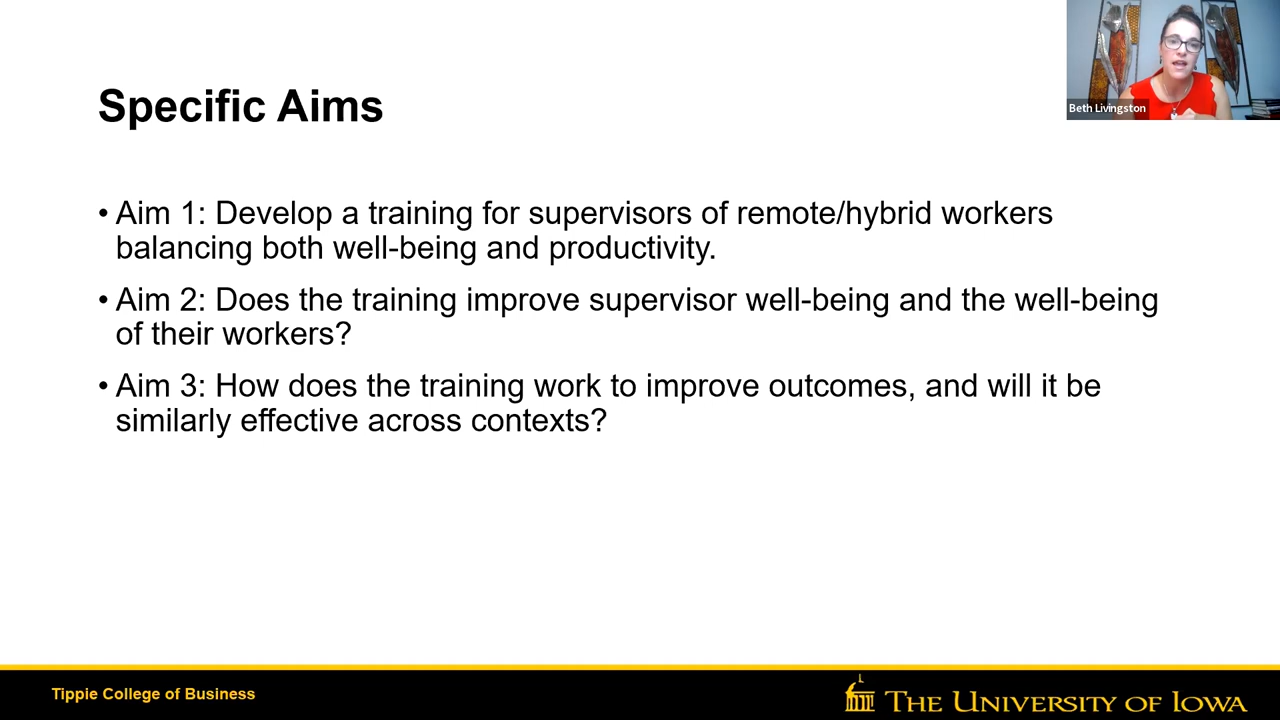 Beth Livingston
Specific Aims
• Aim 1: Develop a training for supervisors of remote/hybrid workers
balancing both well-being and productivity.
• Aim 2: Does the training improve supervisor well-being and the well-being
of their workers?
• Aim 3: How does the training work to improve outcomes, and will it be
similarly effective across contexts?
Tippie College of Business
THE UNIVERSITY OF IOWA